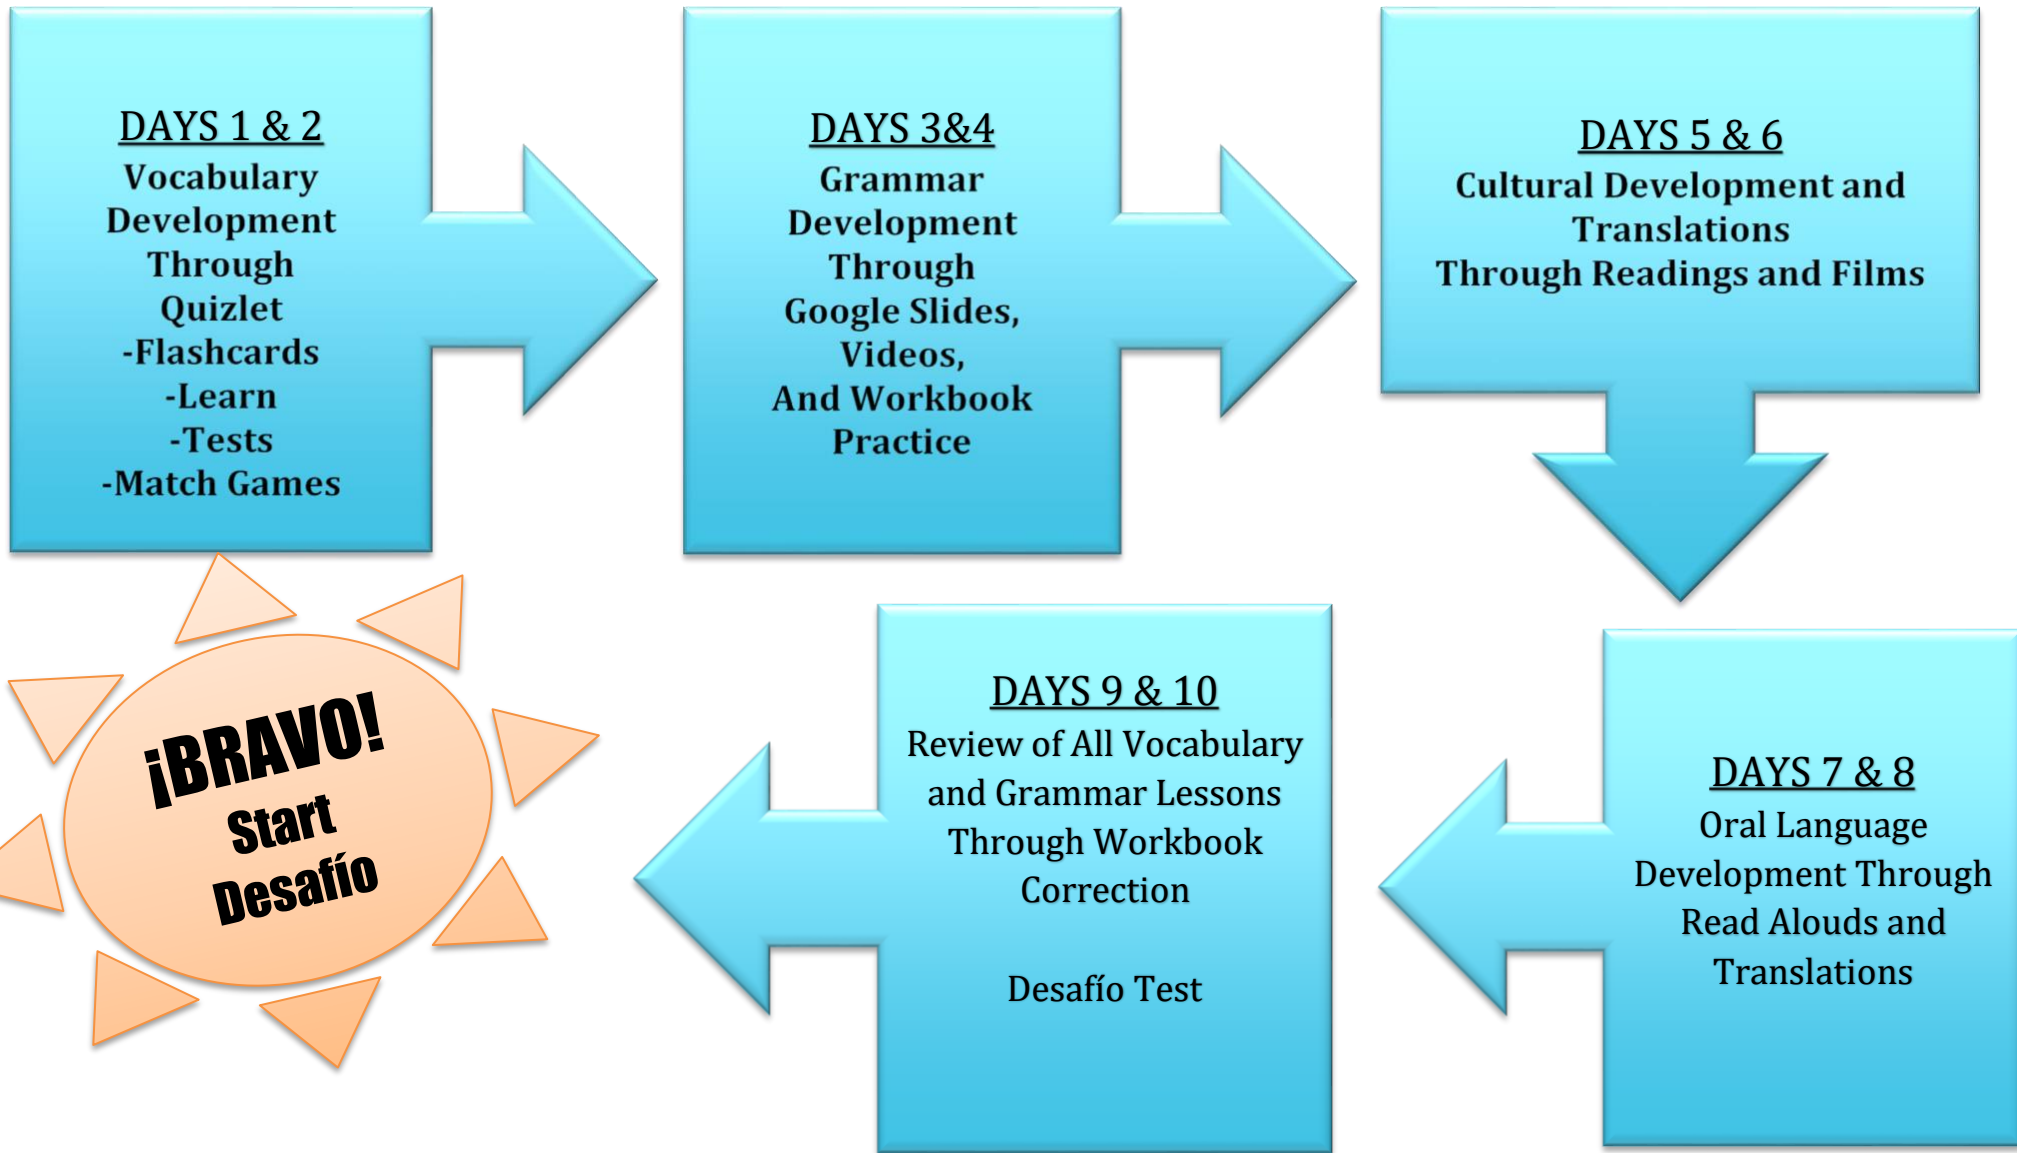 DAYS 1 & 2
Vocabulary
Development
Through
Quizlet
-Flashcards
-Learn
-Tests
-Match Games
DAYS 3&4
Grammar
Development
Through
Google Slides,
Videos,
And Workbook
Practice
DAYS 5 & 6
Cultural Development and
Translations
Through Readings and Films
DAYS 7 & 8
Oral Language
Development Through
Read Alouds and
Translations
DAYS 9 & 10
Review of All Vocabulary
and Grammar Lessons
Through Workbook
Correction
Desafío Test
¡BRAVO!
Start
Desafío